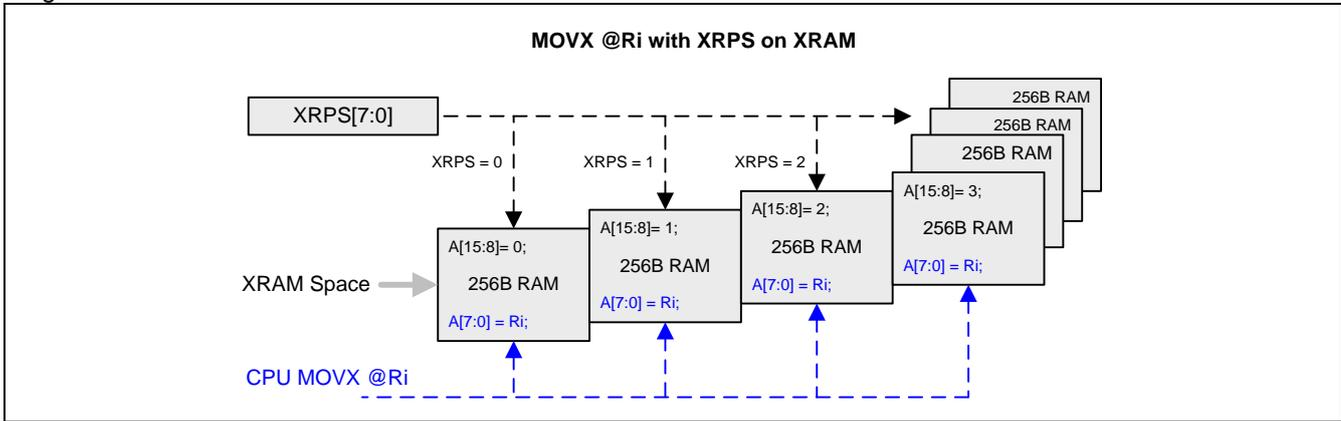 MOVX @Ri with XRPS on XRAM
XRPS[7:0]
256B RAM
256B RAM
256B RAM
XRPS = 0
XRPS = 1
XRPS = 2
A[15:8]= 3;
256B RAM
A[7:0] = Ri;
A[15:8]= 2;
256B RAM
A[7:0] = Ri;
A[15:8]= 1;
256B RAM
A[7:0] = Ri;
A[15:8]= 0;
256B RAM
A[7:0] = Ri;
XRAM Space
CPU MOVX @Ri